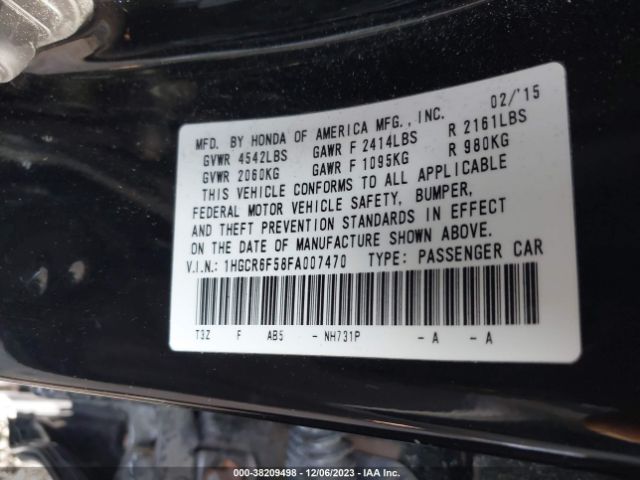 MFD. BY HONDA OF AMERICA MFG., INC. 02/'15
GVWR 4542LBS GAWR F 2414LBS R 2161LBS
GVWR 2060KG GAWR F 1095KG R 980KG
THIS VEHICLE CONFORMS TO ALL APPLICABLE
FEDERAL MOTOR VEHICLE SAFETY, BUMPER,
AND THEFT PREVENTION STANDARDS IN EFFECT
ON THE DATE OF MANUFACTURE SHOWN ABOVE.
V.I.N.: 1HGCR6F58FA007470 TYPE: PASSENGER CAR
T3Z F AB5 - NH731P - A - A
000-38209498 - 12/06/2023 - IAA Inc.